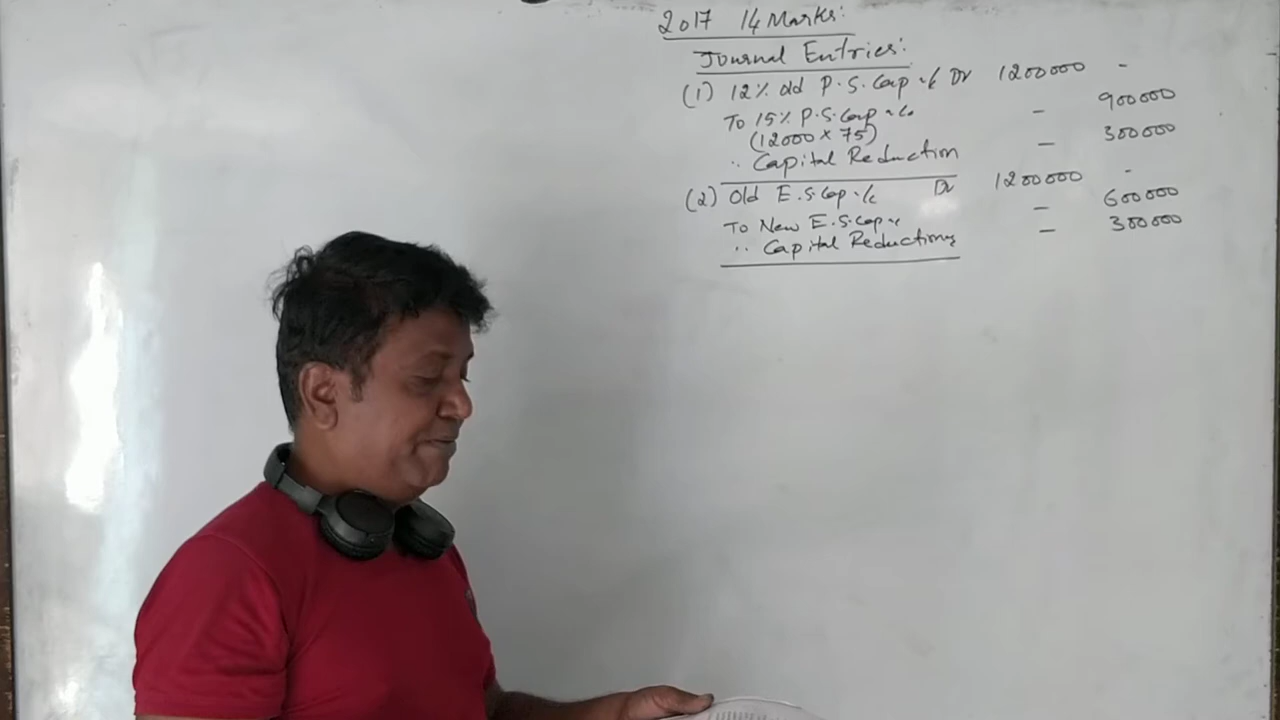 2017 14 Marks:
Journal Entries:
(1) 12% old P.S. Cap a/c Dr 1200000 -
To 15% P.S. Cap a/c - 900000
(12000 x 75)
" Capital Reduction - 300000
(2) Old E.S. Cap a/c Dr 1200000 -
To New E.S. Cap a/c - 600000
" Capital Reduction - 300000